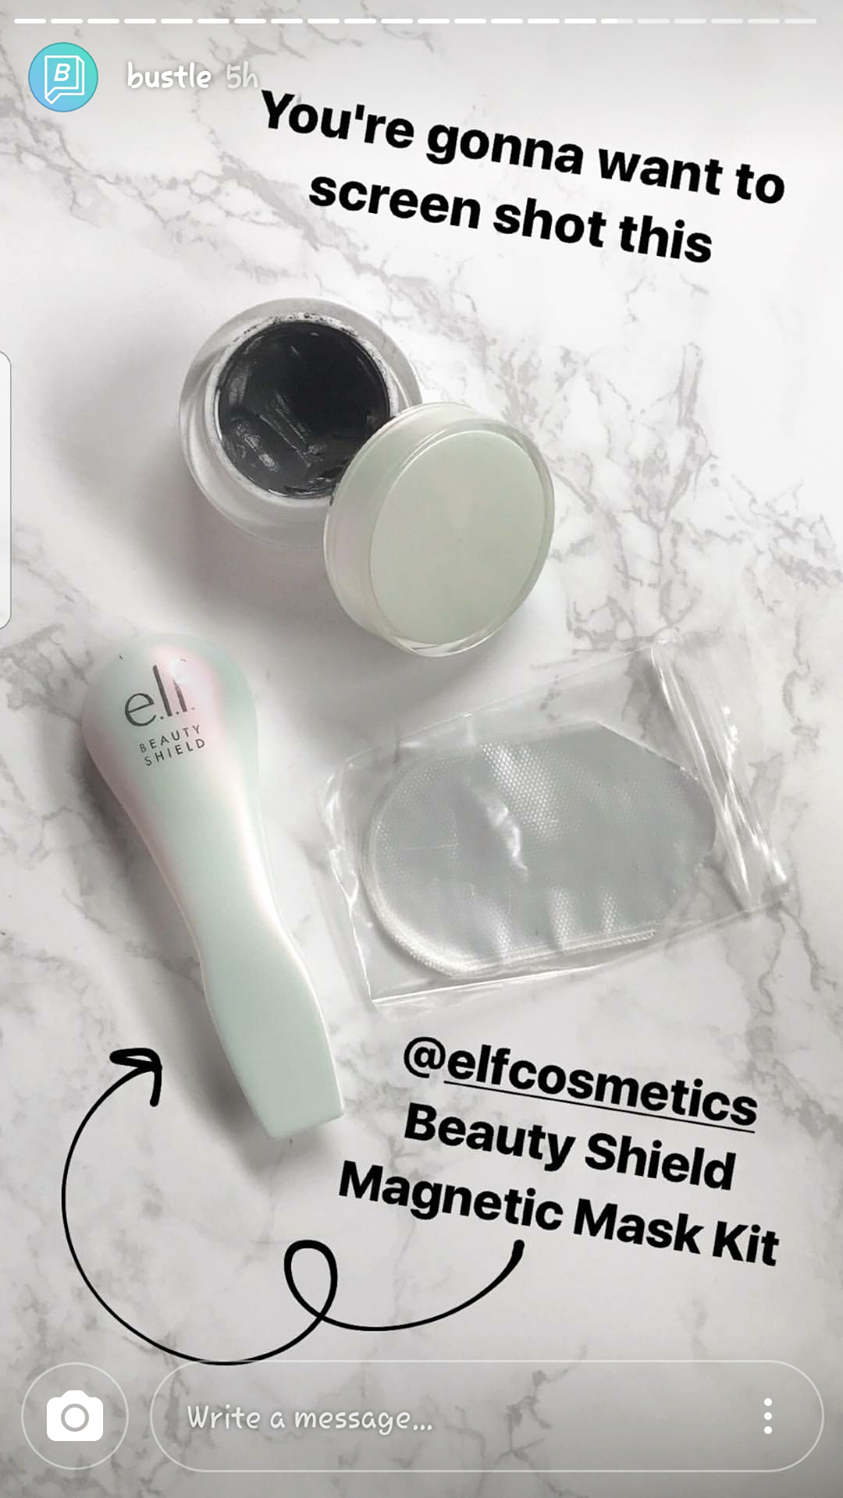 bustle 5h
You're gonna want to
screen shot this
e.l.f.
BEAUTY
SHIELD
@elfcosmetics
Beauty Shield
Magnetic Mask Kit
Write a message...